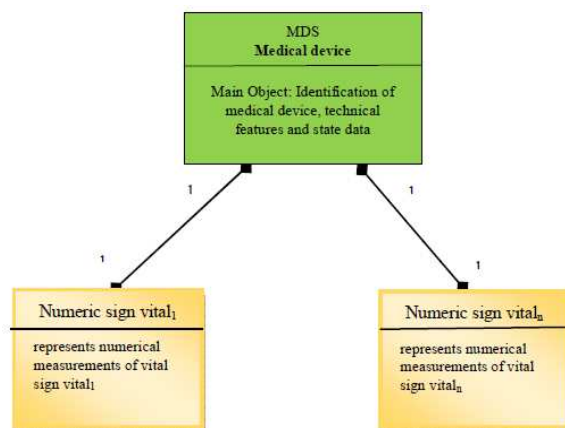 MDS
Medical device
Main Object: Identification of
medical device, technical
features and state data
1
1
1
1
Numeric sign vital₁
represents numerical
measurements of vital
sign vital₁
Numeric sign vitalₙ
represents numerical
measurements of vital
sign vitalₙ